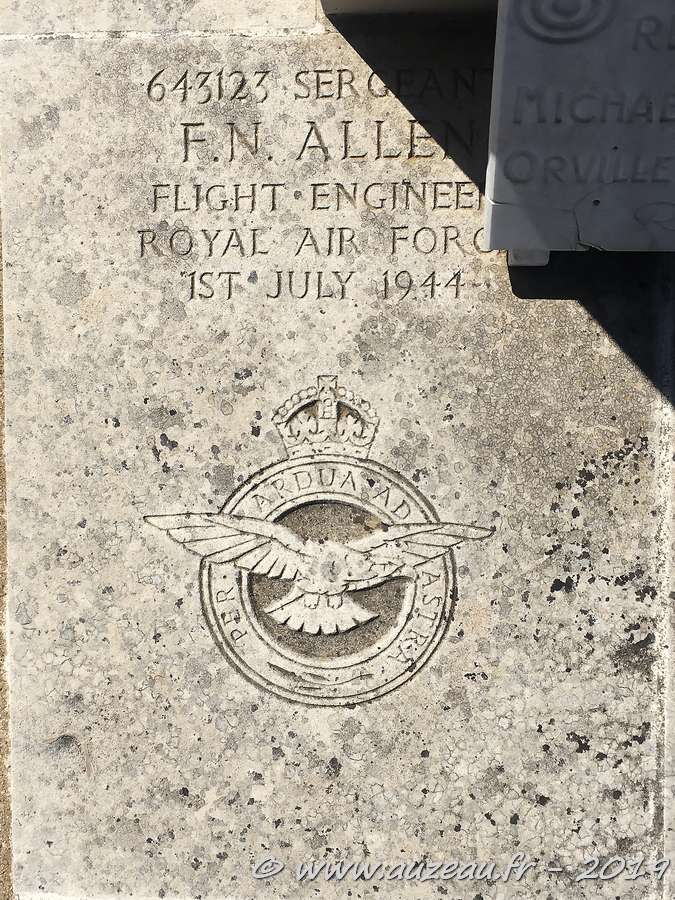 643123 SERGEANT
F.N. ALLEN
FLIGHT ENGINEER
ROYAL AIR FORCE
1ST JULY 1944
PER ARDUA AD ASTRA
MICHAE
ORVILLE
© www.auzeau.fr - 2019